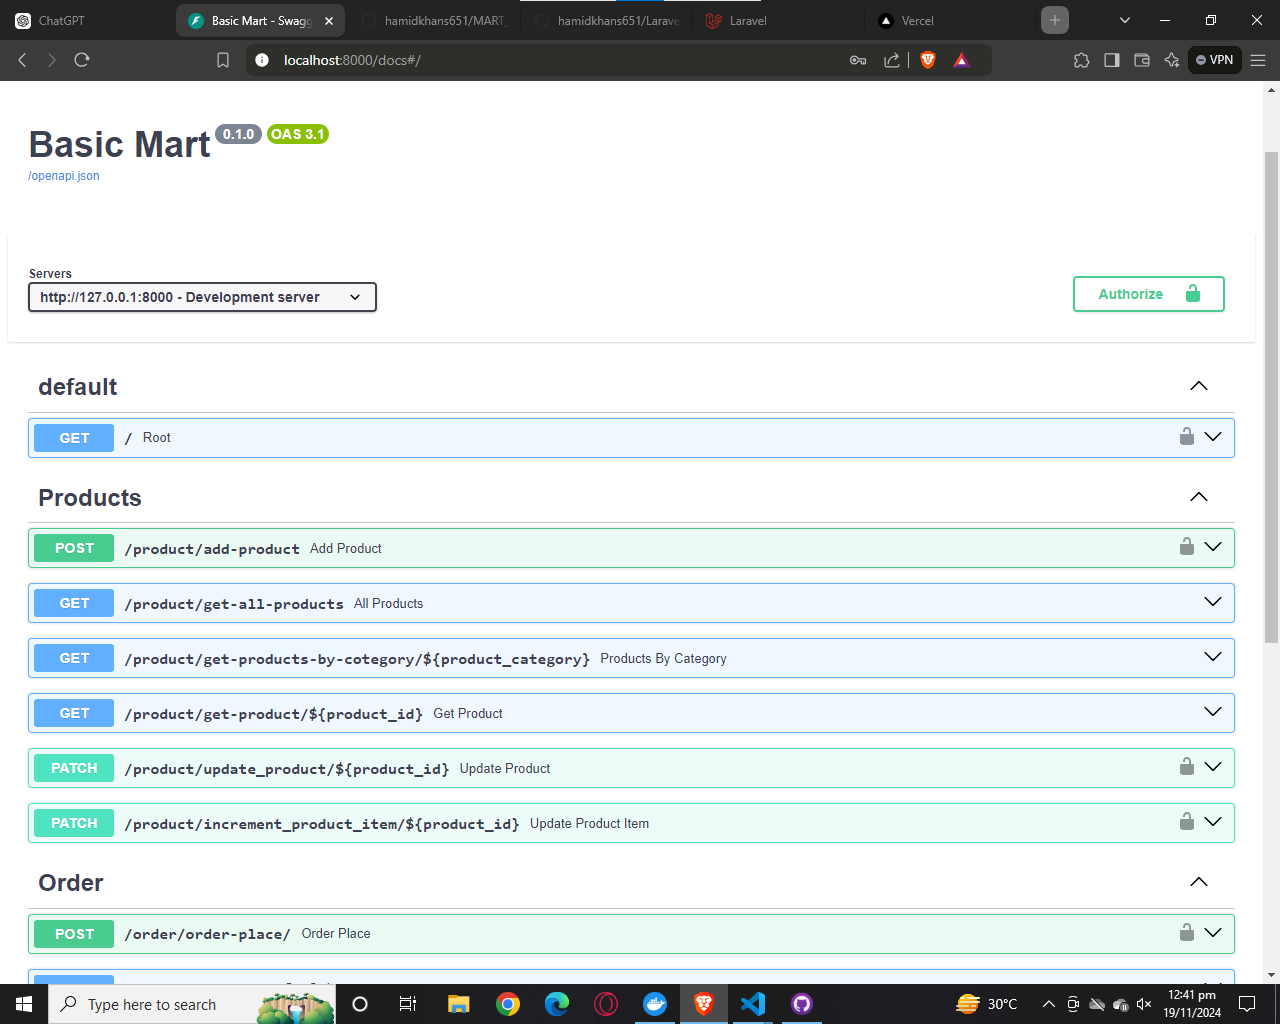 ChatGPT
Basic Mart - Swagg
hamidkhans651/MART_
hamidkhans651/Larave
Laravel
Vercel
localhost:8000/docs#/
VPN
Basic Mart 0.1.0 OAS 3.1
/openapi.json
Servers
http://127.0.0.1:8000 - Development server
Authorize
default
GET / Root
Products
POST /product/add-product Add Product
GET /product/get-all-products All Products
GET /product/get-products-by-cotegory/${product_category} Products By Category
GET /product/get-product/${product_id} Get Product
PATCH /product/update_product/${product_id} Update Product
PATCH /product/increment_product_item/${product_id} Update Product Item
Order
POST /order/order-place/ Order Place
Type here to search
30°C
12:41 pm
19/11/2024